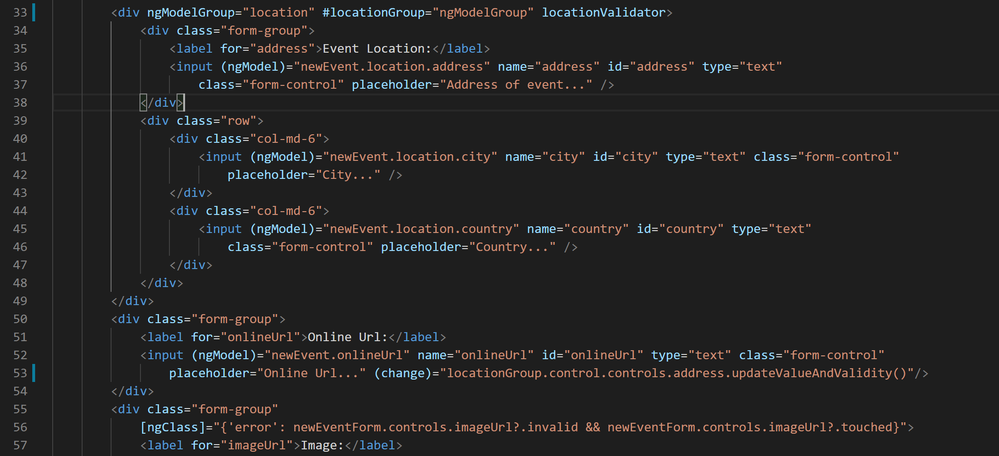 33 <div ngModelGroup="location" #locationGroup="ngModelGroup" locationValidator>
34 <div class="form-group">
35 <label for="address">Event Location:</label>
36 <input (ngModel)="newEvent.location.address" name="address" id="address" type="text"
37 class="form-control" placeholder="Address of event..." />
38 </div>
39 <div class="row">
40 <div class="col-md-6">
41 <input (ngModel)="newEvent.location.city" name="city" id="city" type="text" class="form-control"
42 placeholder="City..." />
43 </div>
44 <div class="col-md-6">
45 <input (ngModel)="newEvent.location.country" name="country" id="country" type="text"
46 class="form-control" placeholder="Country..." />
47 </div>
48 </div>
49 </div>
50 <div class="form-group">
51 <label for="onlineUrl">Online Url:</label>
52 <input (ngModel)="newEvent.onlineUrl" name="onlineUrl" id="onlineUrl" type="text" class="form-control"
53 placeholder="Online Url..." (change)="locationGroup.control.controls.address.updateValueAndValidity()"/>
54 </div>
55 <div class="form-group"
56 [ngClass]="{'error': newEventForm.controls.imageUrl?.invalid && newEventForm.controls.imageUrl?.touched}">
57 <label for="imageUrl">Image:</label>